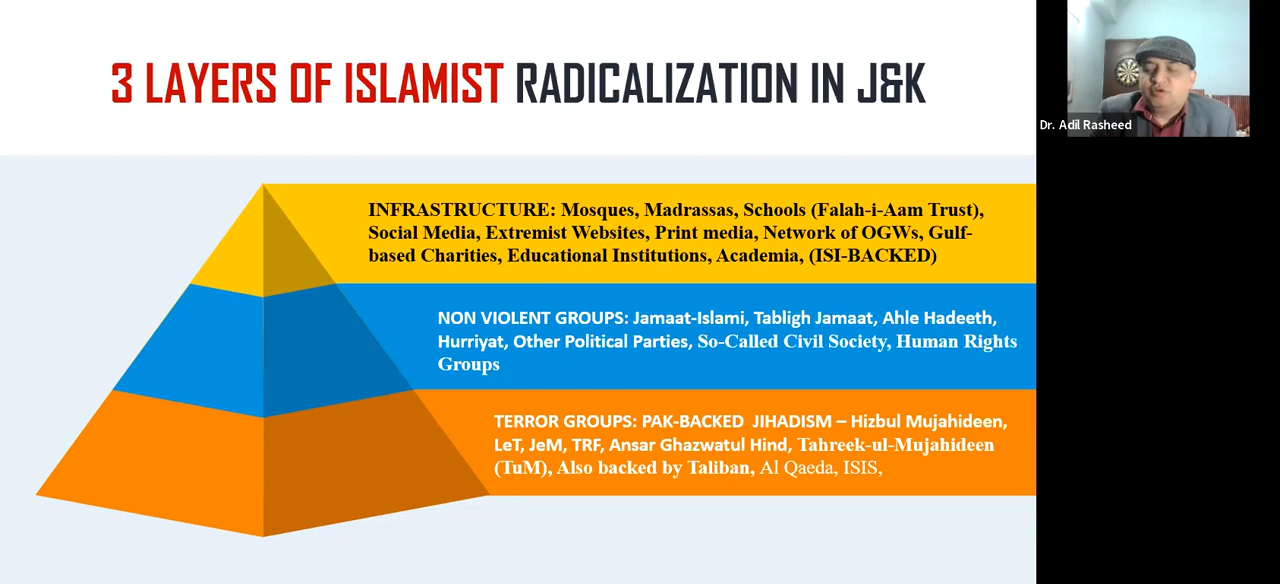 3 LAYERS OF ISLAMIST RADICALIZATION IN J&K
Dr. Adil Rasheed
INFRASTRUCTURE: Mosques, Madrassas, Schools (Falah-i-Aam Trust),
Social Media, Extremist Websites, Print media, Network of OGWs, Gulf-
based Charities, Educational Institutions, Academia, (ISI-BACKED)
NON VIOLENT GROUPS: Jamaat-Islami, Tabligh Jamaat, Ahle Hadeeth,
Hurriyat, Other Political Parties, So-Called Civil Society, Human Rights
Groups
TERROR GROUPS: PAK-BACKED JIHADISM – Hizbul Mujahideen,
LeT, JeM, TRF, Ansar Ghazwatul Hind, Tahreek-ul-Mujahideen
(TuM), Also backed by Taliban, Al Qaeda, ISIS,